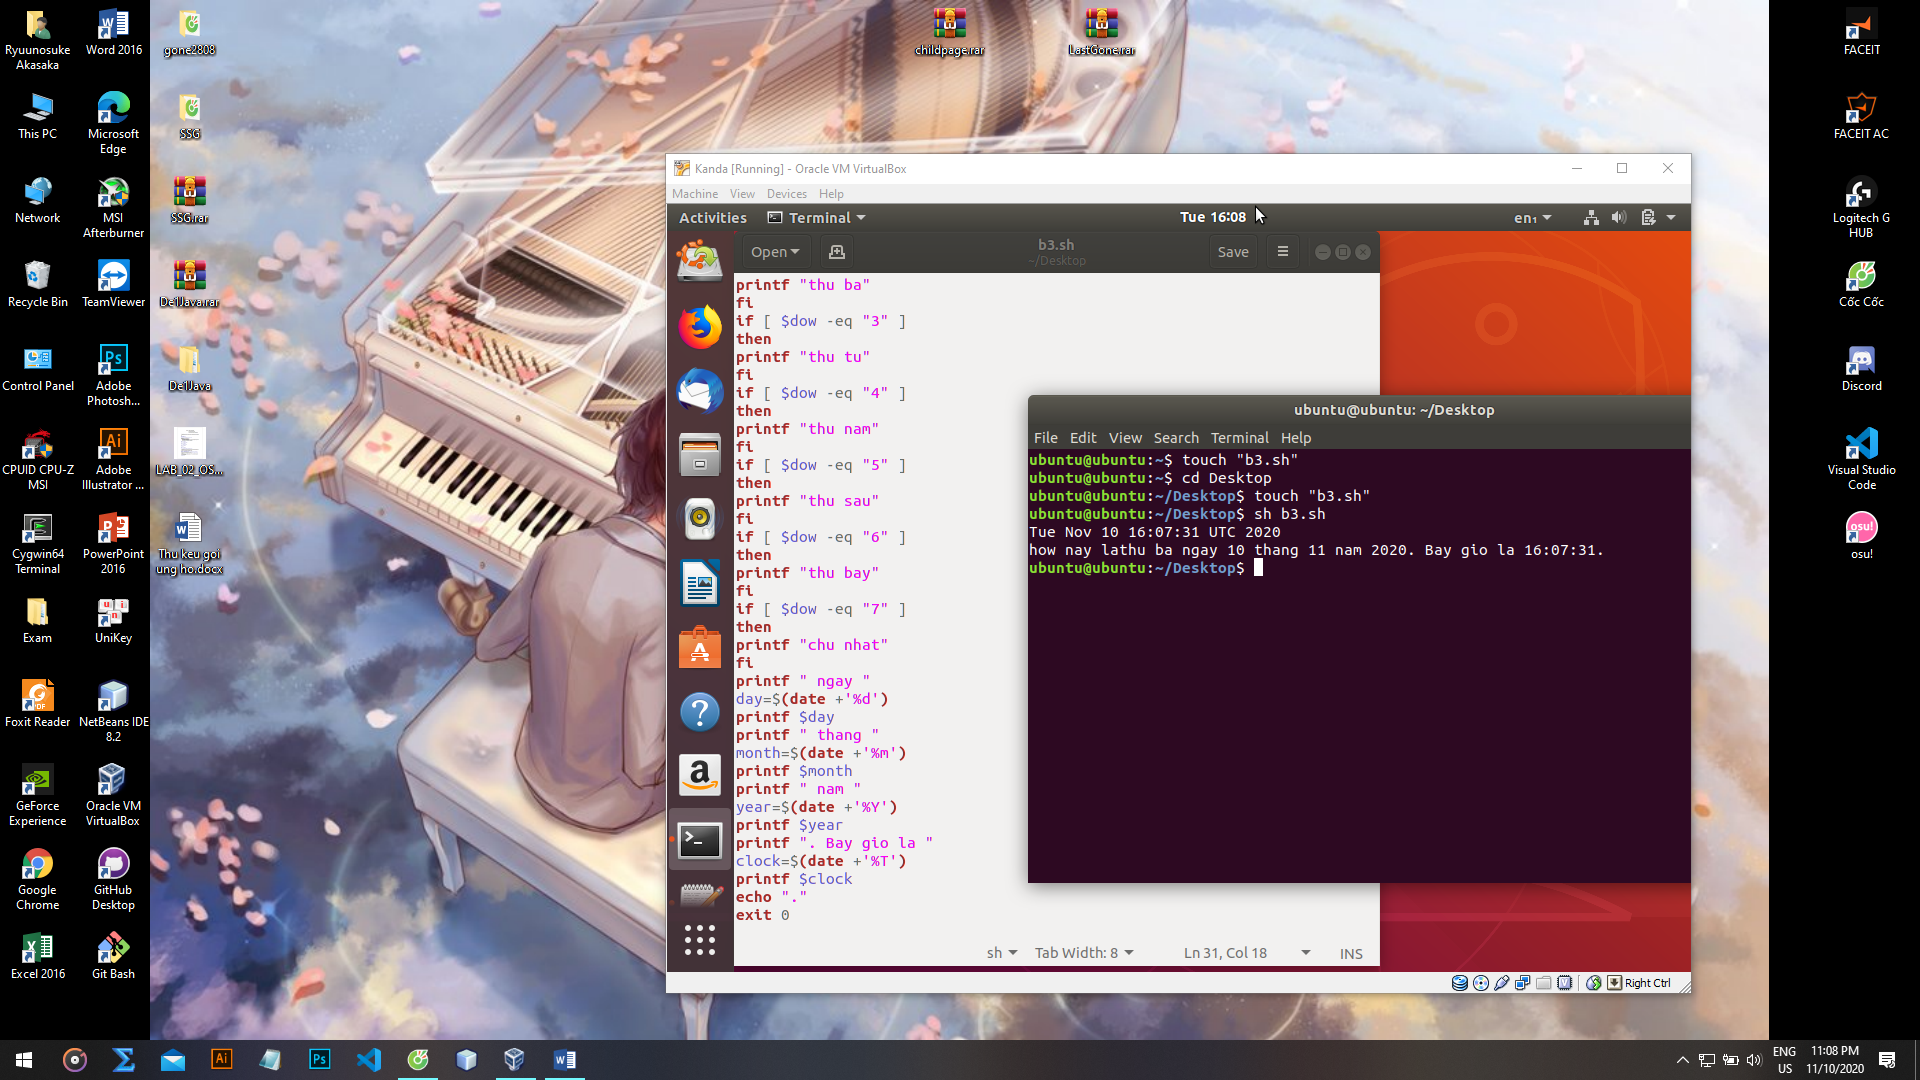 Ryuunosuke
Akasaka
Word 2016
gone2808
childpage.rar
LastGone.rar
FACEIT
This PC
Microsoft
Edge
SSG
FACEIT AC
Network
MSI
Afterburner
SSG.rar
Logitech G
HUB
Recycle Bin
TeamViewer
De1Java.rar
Cốc Cốc
Control Panel
Adobe
Photosh...
De1Java
Discord
CPUID CPU-Z
MSI
Adobe
Illustrator ...
LAB_02_OS...
Visual Studio
Code
Cygwin64
Terminal
PowerPoint
2016
Thu keu goi
ung ho.docx
osu!
osu!
Exam
UniKey
Foxit Reader
NetBeans IDE
8.2
GeForce
Experience
Oracle VM
VirtualBox
Google
Chrome
GitHub
Desktop
Excel 2016
Git Bash
Kanda [Running] - Oracle VM VirtualBox
Machine View Devices Help
Activities Terminal Tue 16:08 en₁
Open b3.sh Save
~/Desktop
printf "thu ba"
fi
if [ $dow -eq "3" ]
then
printf "thu tu"
fi
if [ $dow -eq "4" ]
then
printf "thu nam"
fi
if [ $dow -eq "5" ]
then
printf "thu sau"
fi
if [ $dow -eq "6" ]
then
printf "thu bay"
fi
if [ $dow -eq "7" ]
then
printf "chu nhat"
fi
printf " ngay "
day=$(date +'%d')
printf $day
printf " thang "
month=$(date +'%m')
printf $month
printf " nam "
year=$(date +'%Y')
printf $year
printf ". Bay gio la "
clock=$(date +'%T')
printf $clock
echo "."
exit 0
sh Tab Width: 8 Ln 31, Col 18 INS
ubuntu@ubuntu: ~/Desktop
File Edit View Search Terminal Help
ubuntu@ubuntu:~$ touch "b3.sh"
ubuntu@ubuntu:~$ cd Desktop
ubuntu@ubuntu:~/Desktop$ touch "b3.sh"
ubuntu@ubuntu:~/Desktop$ sh b3.sh
Tue Nov 10 16:07:31 UTC 2020
how nay lathu ba ngay 10 thang 11 nam 2020. Bay gio la 16:07:31.
ubuntu@ubuntu:~/Desktop$
Right Ctrl
ENG
US
11:08 PM
11/10/2020